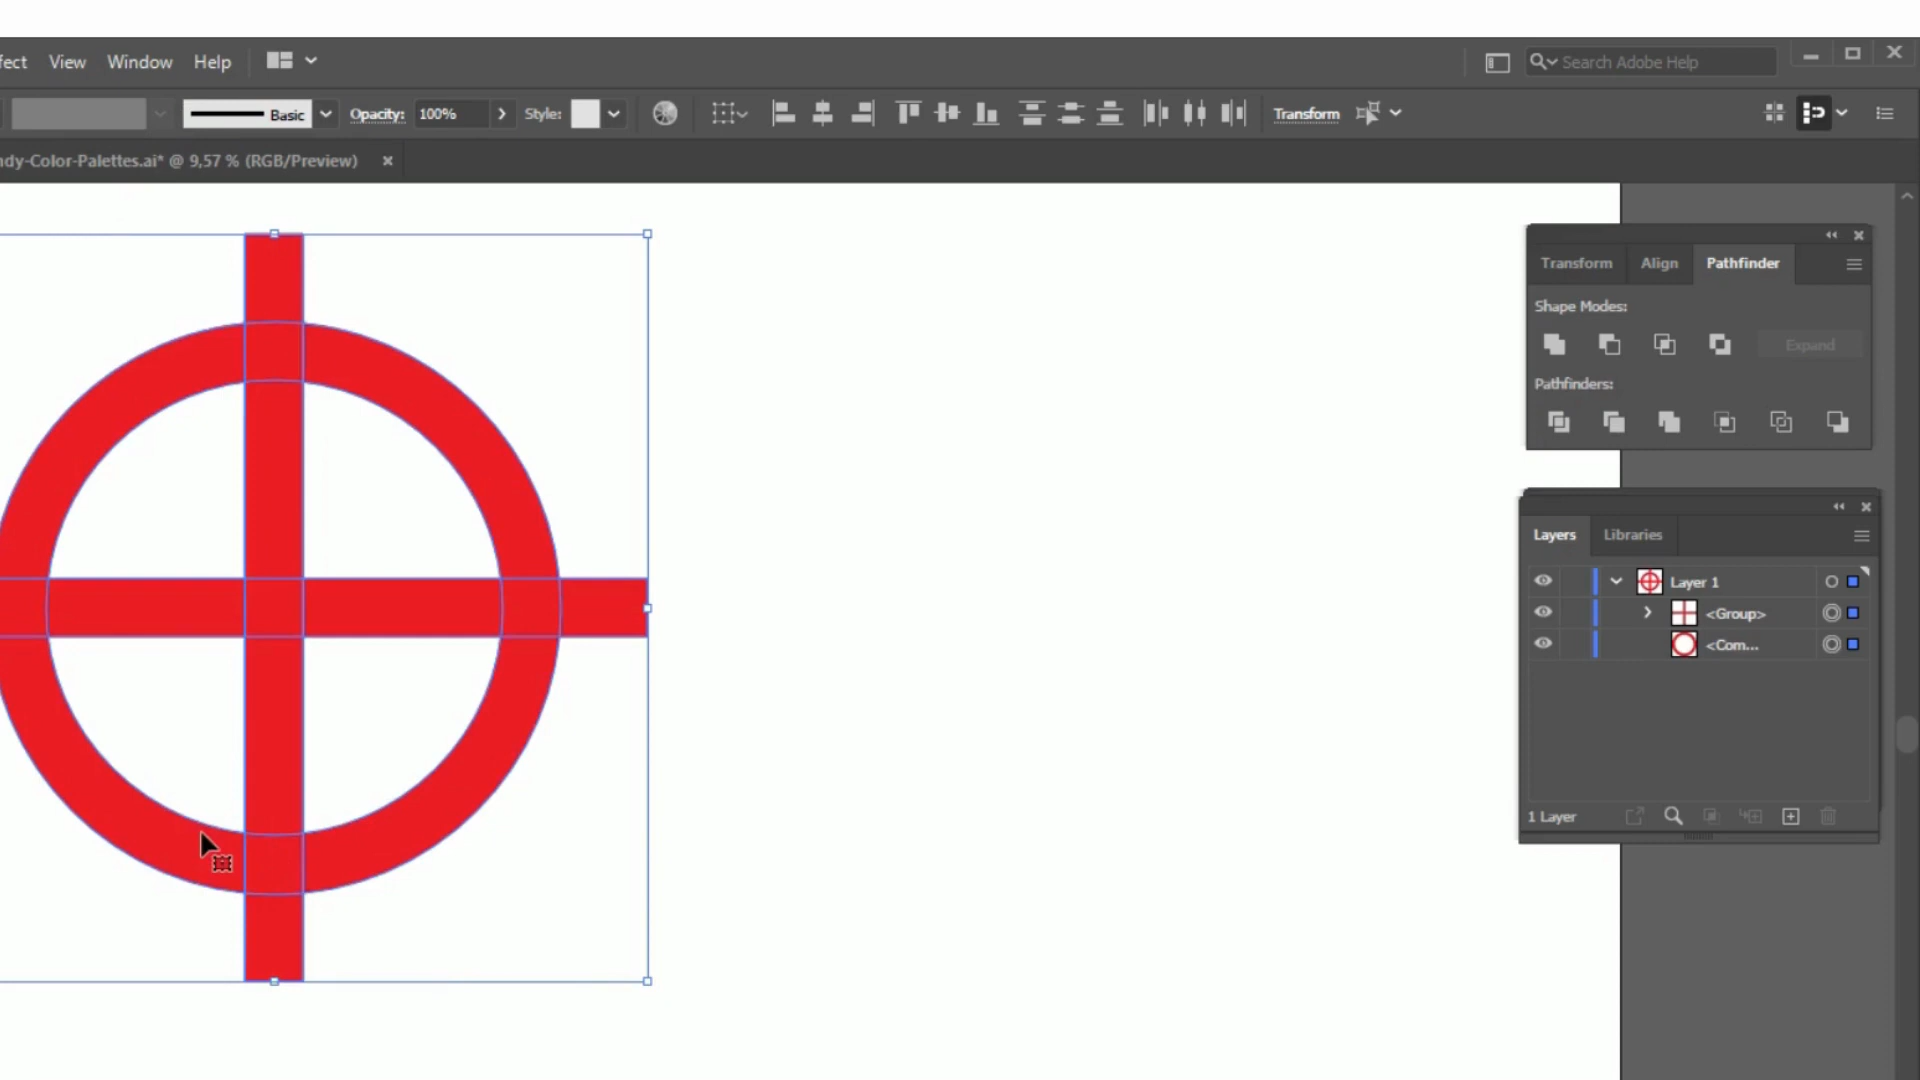 fect View Window Help Search Adobe Help
Basic Opacity: 100% Style: Transform
ndy-Color-Palettes.ai* @ 9,57 % (RGB/Preview)
Transform Align Pathfinder
Shape Modes:
Expand
Pathfinders:
Layers Libraries
Layer 1
<Group>
<Com...
1 Layer